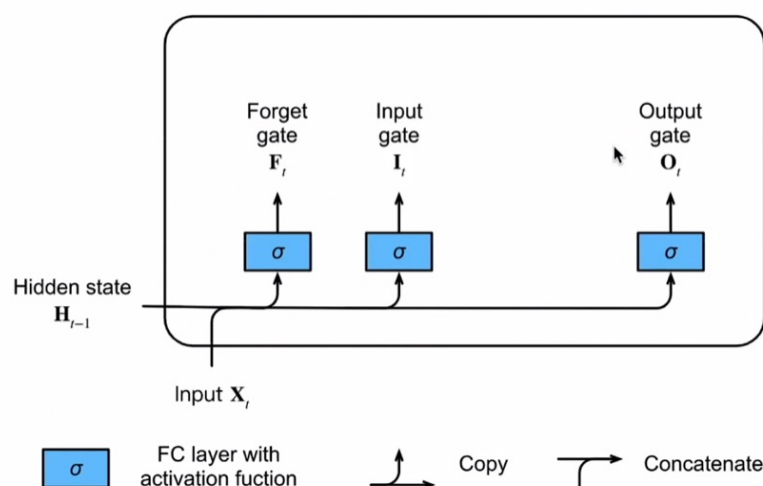 Forget
gate
F_t
Input
gate
I_t
Output
gate
O_t
σ
σ
σ
Hidden state
H_{t−1}
Input X_t
σ
FC layer with
activation fuction
Copy
Concatenate